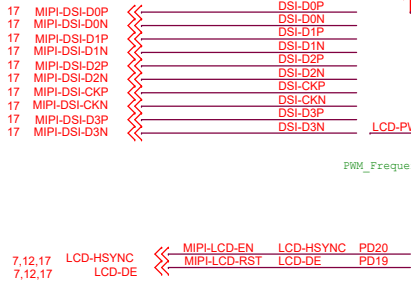 17 MIPI-DSI-D0P DSI-D0P
17 MIPI-DSI-D0N DSI-D0N
17 MIPI-DSI-D1P DSI-D1P
17 MIPI-DSI-D1N DSI-D1N
17 MIPI-DSI-D2P DSI-D2P
17 MIPI-DSI-D2N DSI-D2N
17 MIPI-DSI-CKP DSI-CKP
17 MIPI-DSI-CKN DSI-CKN
17 MIPI-DSI-D3P DSI-D3P
17 MIPI-DSI-D3N DSI-D3N LCD-PW
PWM_Freque
7,12,17 LCD-HSYNC MIPI-LCD-EN LCD-HSYNC PD20
7,12,17 LCD-DE MIPI-LCD-RST LCD-DE PD19